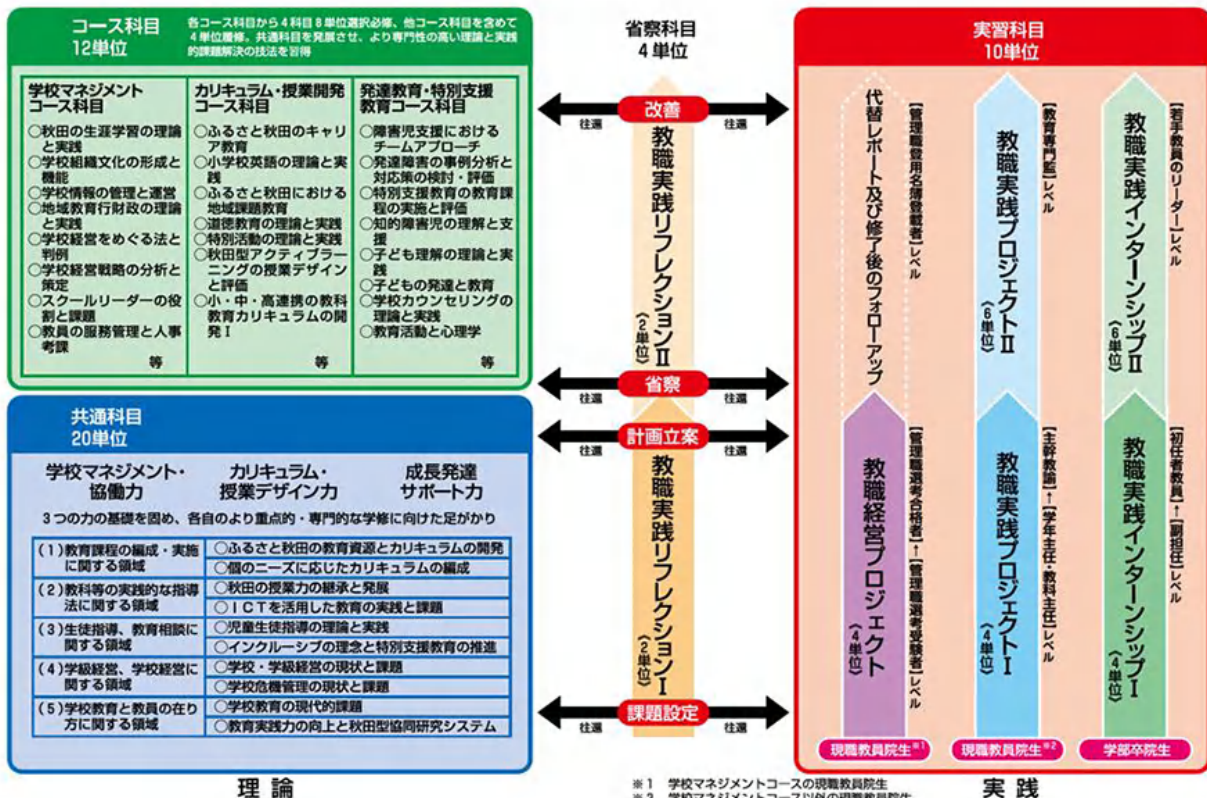 コース科目
12単位
各コース科目から4科目8単位選択必修、他コース科目を含めて
4単位履修。共通科目を発展させ、より専門性の高い理論と実践
的課題解決の技法を習得
学校マネジメント
コース科目
○秋田の生涯学習の理論
と実践
○学校組織文化の形成と
機能
○学校情報の管理と運営
○地域教育行財政の理論
と実践
○学校経営をめぐる法と
判例
○学校経営戦略の分析と
策定
○スクールリーダーの役
割と課題
○教員の服務管理と人事
考課
等
カリキュラム・授業開発
コース科目
○ふるさと秋田のキャリ
ア教育
○小学校英語の理論と実
践
○ふるさと秋田における
地域課題教育
○道徳教育の理論と実践
○特別活動の理論と実践
○秋田型アクティブラー
ニングの授業デザイン
と評価
○小・中・高連携の教科
教育カリキュラムの開
発Ⅰ
等
発達教育・特別支援
教育コース科目
○障害児支援における
チームアプローチ
○発達障害の事例分析と
対応策の検討・評価
○特別支援教育の教育課
程の実施と評価
○知的障害児の理解と支
援
○子ども理解の理論と実
践
○子どもの発達と教育
○学校カウンセリングの
理論と実践
○教育活動と心理学
等
共通科目
20単位
学校マネジメント・
協働力
カリキュラム・
授業デザイン力
成長発達
サポート力
3つの力の基礎を固め、各自のより重点的・専門的な学修に向けた足がかり
(1)教育課程の編成・実施
に関する領域
○ふるさと秋田の教育資源とカリキュラムの開発
○個のニーズに応じたカリキュラムの編成
(2)教科等の実践的な指導
法に関する領域
○秋田の授業力の継承と発展
○ICTを活用した教育の実践と課題
(3)生徒指導、教育相談に
関する領域
○児童生徒指導の理論と実践
○インクルーシブの理念と特別支援教育の推進
(4)学級経営、学校経営に
関する領域
○学校・学級経営の現状と課題
○学校危機管理の現状と課題
(5)学校教育と教員の在り
方に関する領域
○学校教育の現代的課題
○教育実践力の向上と秋田型協同研究システム
理論
省察科目
4単位
往還
改善
往還
教職実践リフレクションⅡ
(2単位)
往還
省察
往還
往還
計画立案
往還
教職実践リフレクションⅠ
(2単位)
往還
課題設定
往還
実習科目
10単位
代替レポート及び修了後のフォローアップ
【管理職登用名簿登載者】レベル
教職実践プロジェクトⅡ
(6単位)
【教育専門監】レベル
教職実践インターンシップⅡ
(6単位)
【若手教員のリーダー】レベル
教職経営プロジェクト
(4単位)
【管理職選考合格者】↑【管理職選考受験者】レベル
教職実践プロジェクトⅠ
(4単位)
【主幹教諭】↑【学年主任・教科主任】レベル
教職実践インターンシップⅠ
(4単位)
【初任者教員】↑【副担任】レベル
現職教員院生※1
現職教員院生※2
学部卒院生
※1 学校マネジメントコースの現職教員院生
※2 学校マネジメントコース以外の現職教員院生
実践